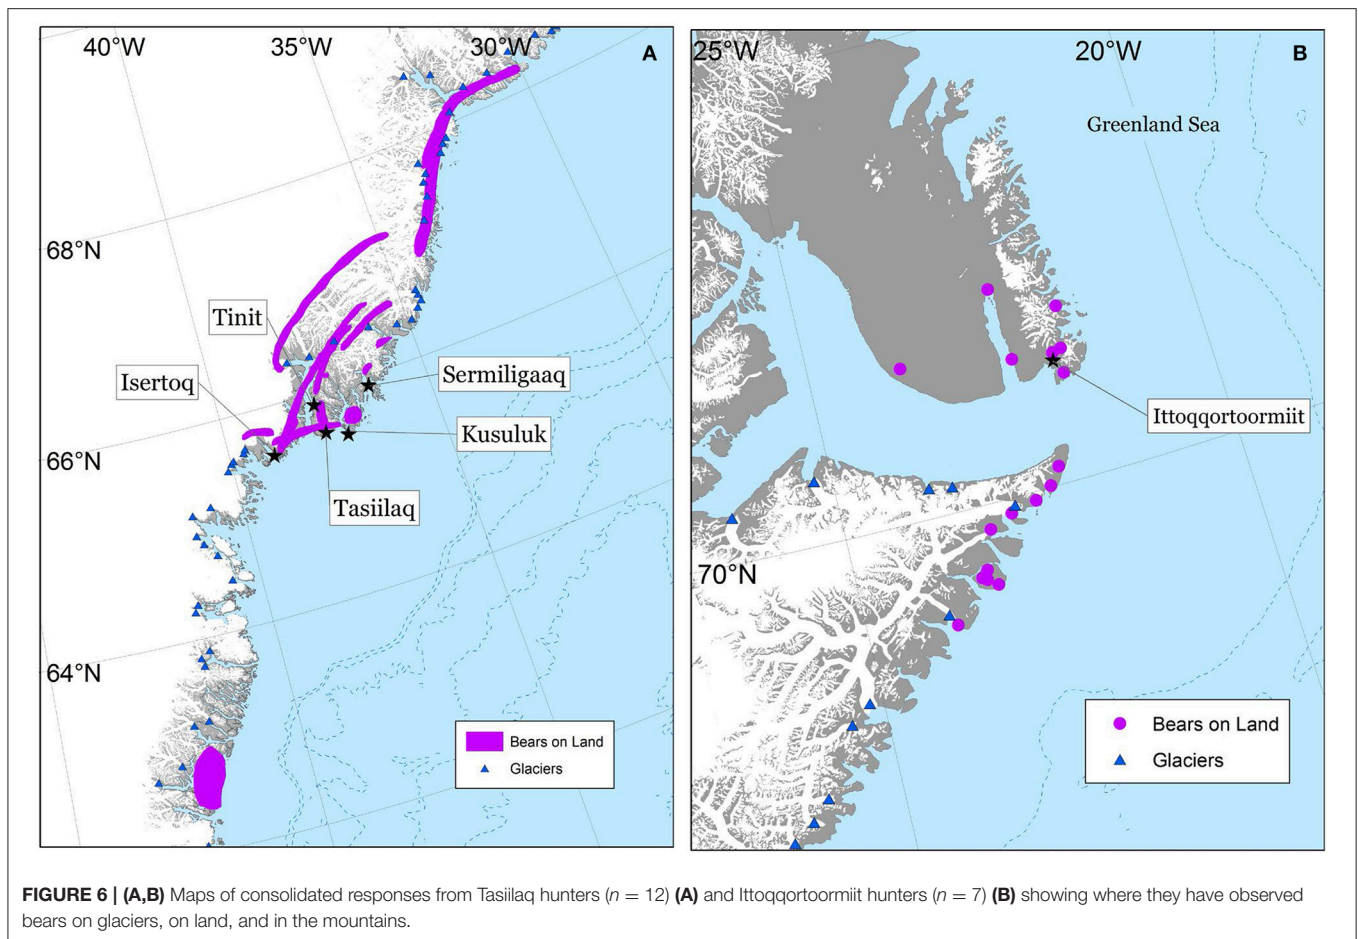 40°W
35°W
30°W
A
68°N
Tinit
Isertoq
Sermiligaaq
Kusuluk
66°N
Tasiilaq
64°N
Bears on Land
Glaciers
25°W
20°W
B
Greenland Sea
Ittoqqortoormiit
70°N
Bears on Land
Glaciers
FIGURE 6 | (A,B) Maps of consolidated responses from Tasiilaq hunters (n = 12) (A) and Ittoqqortoormiit hunters (n = 7) (B) showing where they have observed
bears on glaciers, on land, and in the mountains.